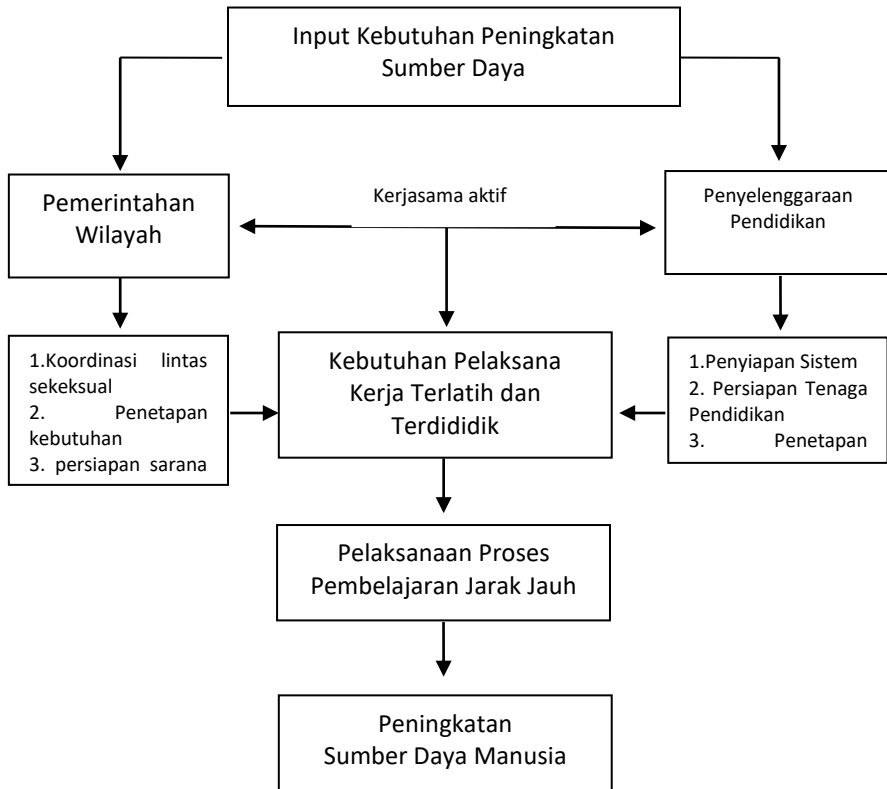 Input Kebutuhan Peningkatan
Sumber Daya
Pemerintahan
Wilayah
Kerjasama aktif
Penyelenggaraan
Pendidikan
1.Koordinasi lintas
sekeksual
2. Penetapan
kebutuhan
3. persiapan sarana
Kebutuhan Pelaksana
Kerja Terlatih dan
Terdididik
1.Penyiapan Sistem
2. Persiapan Tenaga
Pendidikan
3. Penetapan
Pelaksanaan Proses
Pembelajaran Jarak Jauh
Peningkatan
Sumber Daya Manusia